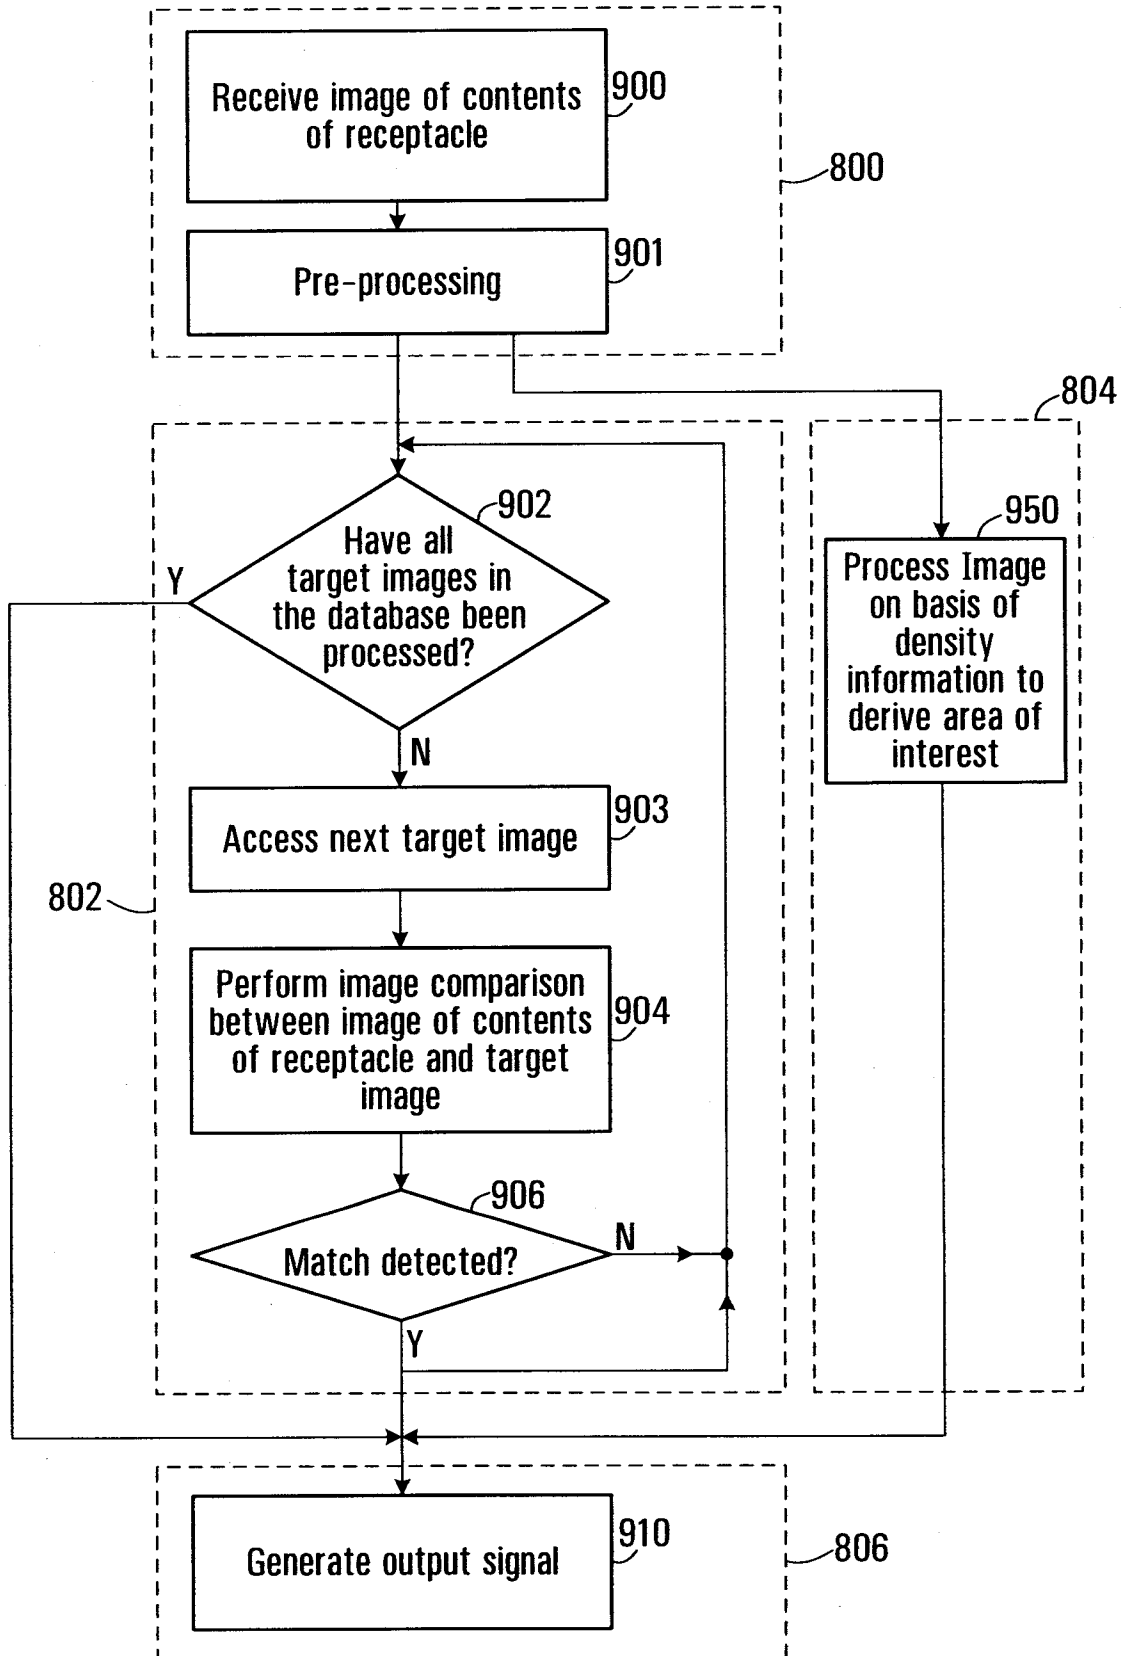 Receive image of contents
of receptacle
900
800
901
Pre-processing
804
902
950
Have all
target images in
the database been
processed?
Y
Process Image
on basis of
density
information to
derive area of
interest
N
903
Access next target image
802
Perform image comparison
between image of contents
of receptacle and target
image
904
906
Match detected?
N
Y
910
Generate output signal
806